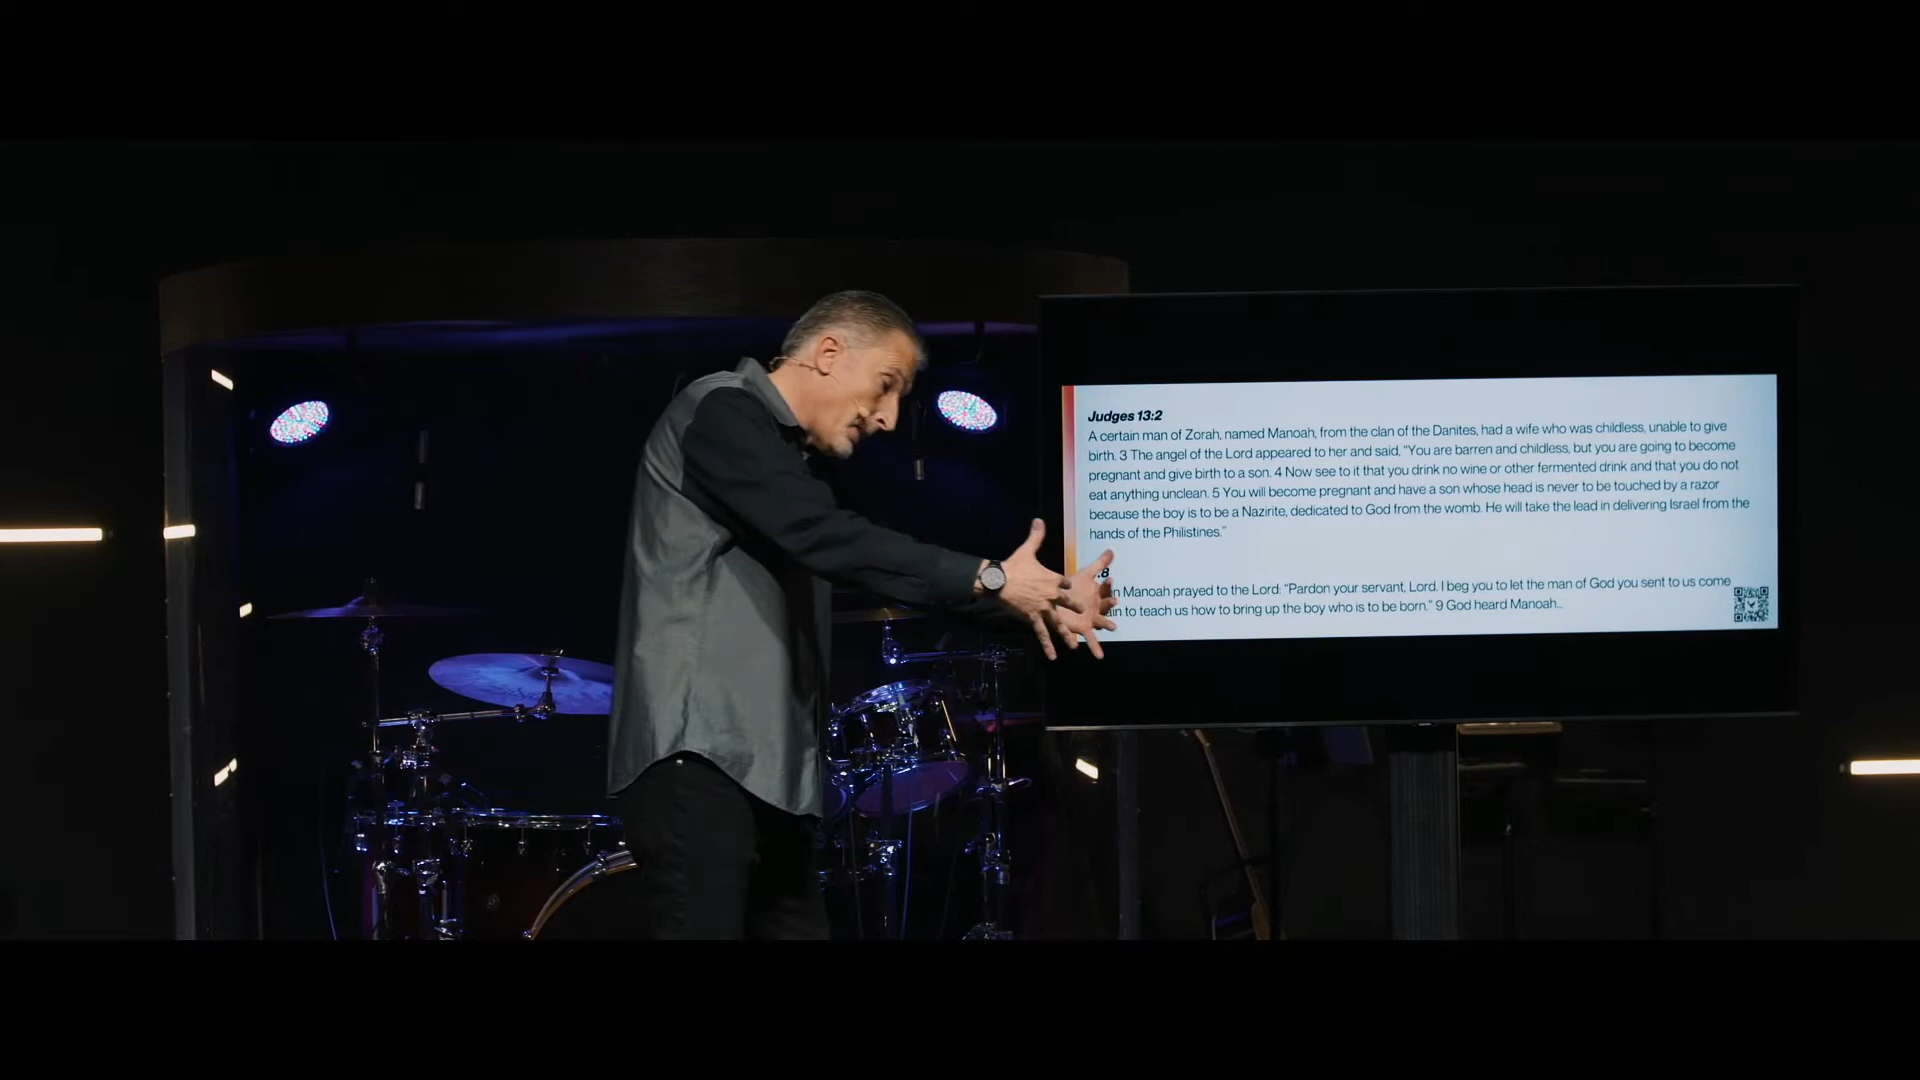 Judges 13:2
A certain man of Zorah, named Manoah, from the clan of the Danites, had a wife who was childless, unable to give
birth. 3 The angel of the Lord appeared to her and said, "You are barren and childless, but you are going to become
pregnant and give birth to a son. 4 Now see to it that you drink no wine or other fermented drink and that you do not
eat anything unclean. 5 You will become pregnant and have a son whose head is never to be touched by a razor
because the boy is to be a Nazirite, dedicated to God from the womb. He will take the lead in delivering Israel from the
hands of the Philistines."
Manoah prayed to the Lord: "Pardon your servant, Lord. I beg you to let the man of God you sent to us come
to teach us how to bring up the boy who is to be born." 9 God heard Manoah...